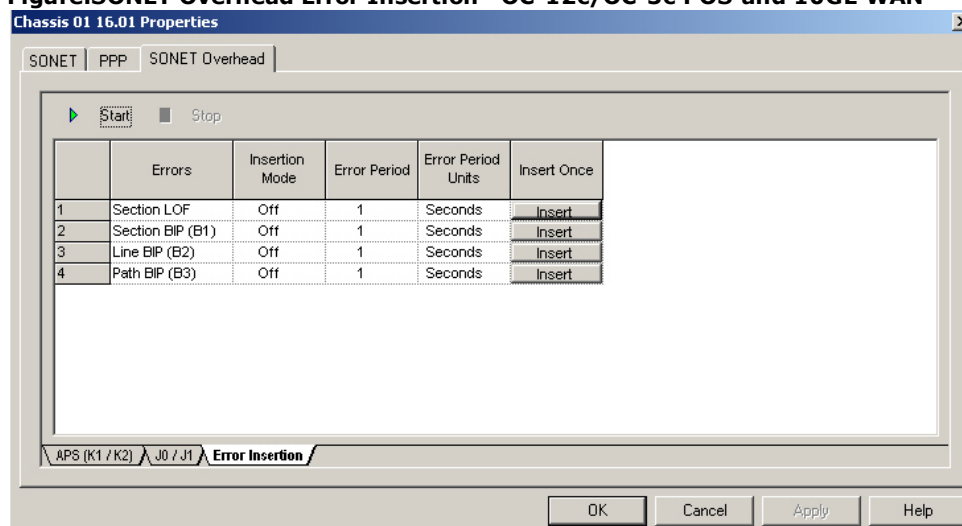 Figure:SONET Overhead Error Insertion—OC-12c/OC-3c POS and 10GE WAN
Chassis 01 16.01 Properties
SONET PPP SONET Overhead
Start Stop
Errors Insertion Mode Error Period Error Period Units Insert Once
1 Section LOF Off 1 Seconds Insert
2 Section BIP (B1) Off 1 Seconds Insert
3 Line BIP (B2) Off 1 Seconds Insert
4 Path BIP (B3) Off 1 Seconds Insert
APS (K1 / K2) J0 / J1 Error Insertion
OK Cancel Apply Help